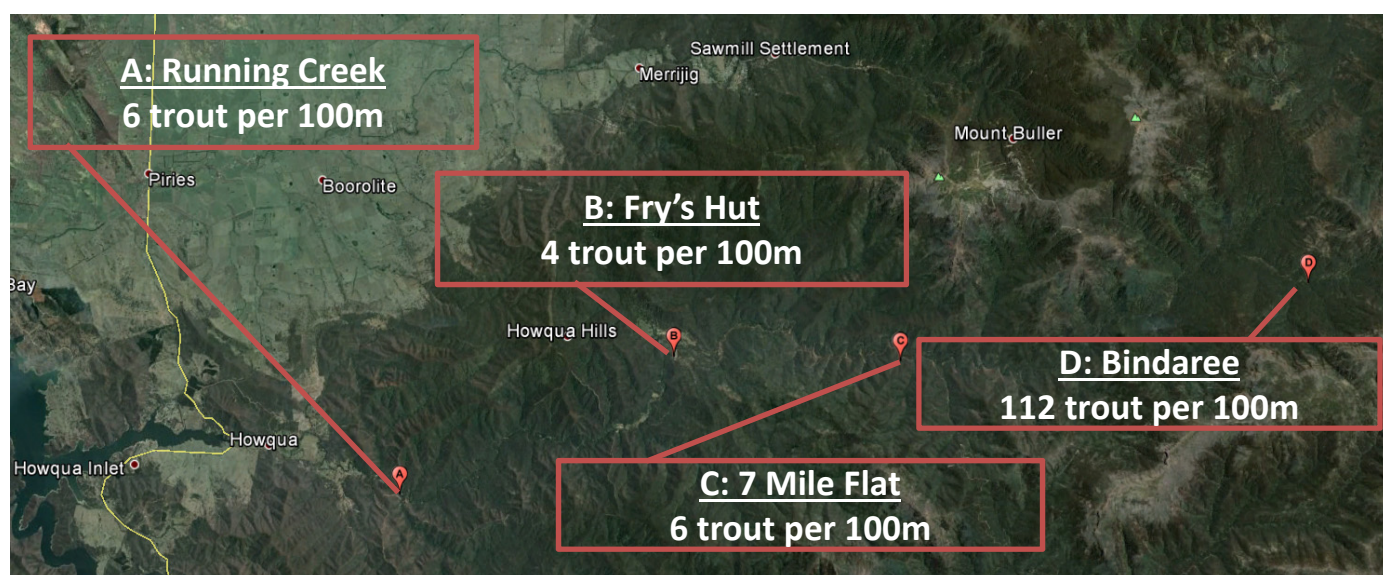 Sawmill Settlement
A: Running Creek
6 trout per 100m
Merrijig
Mount Buller
Piries
Boorolite
B: Fry's Hut
4 trout per 100m
D
Bay
Howqua Hills
B
C
D: Bindaree
112 trout per 100m
Howqua
Howqua Inlet
A
C: 7 Mile Flat
6 trout per 100m